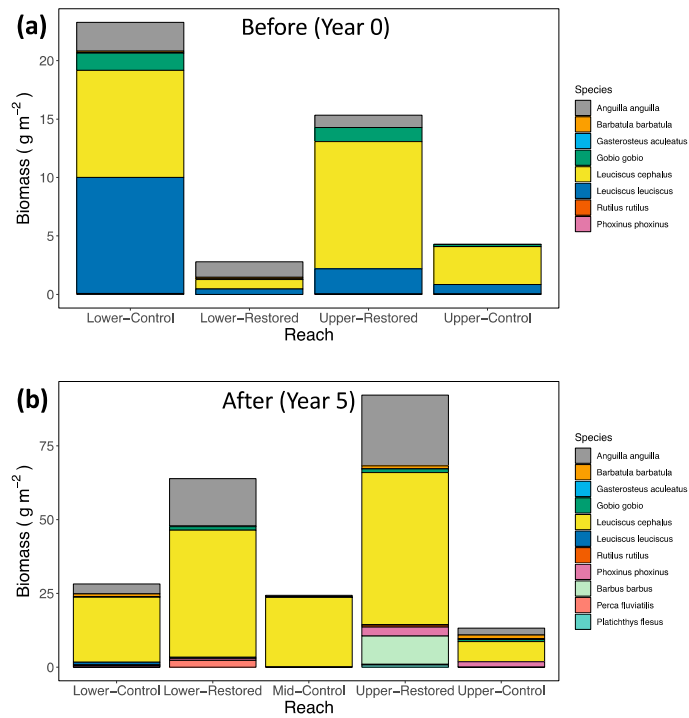 (a)
Before (Year 0)
20
15
10
5
0
Biomass ( g m⁻²)
Lower−Control
Lower−Restored
Upper−Restored
Upper−Control
Reach
Species
Anguilla anguilla
Barbatula barbatula
Gasterosteus aculeatus
Gobio gobio
Leuciscus cephalus
Leuciscus leuciscus
Rutilus rutilus
Phoxinus phoxinus
(b)
After (Year 5)
75
50
25
0
Biomass ( g m⁻²)
Lower−Control
Lower−Restored
Mid−Control
Upper−Restored
Upper−Control
Reach
Species
Anguilla anguilla
Barbatula barbatula
Gasterosteus aculeatus
Gobio gobio
Leuciscus cephalus
Leuciscus leuciscus
Rutilus rutilus
Phoxinus phoxinus
Barbus barbus
Perca fluviatilis
Platichthys flesus